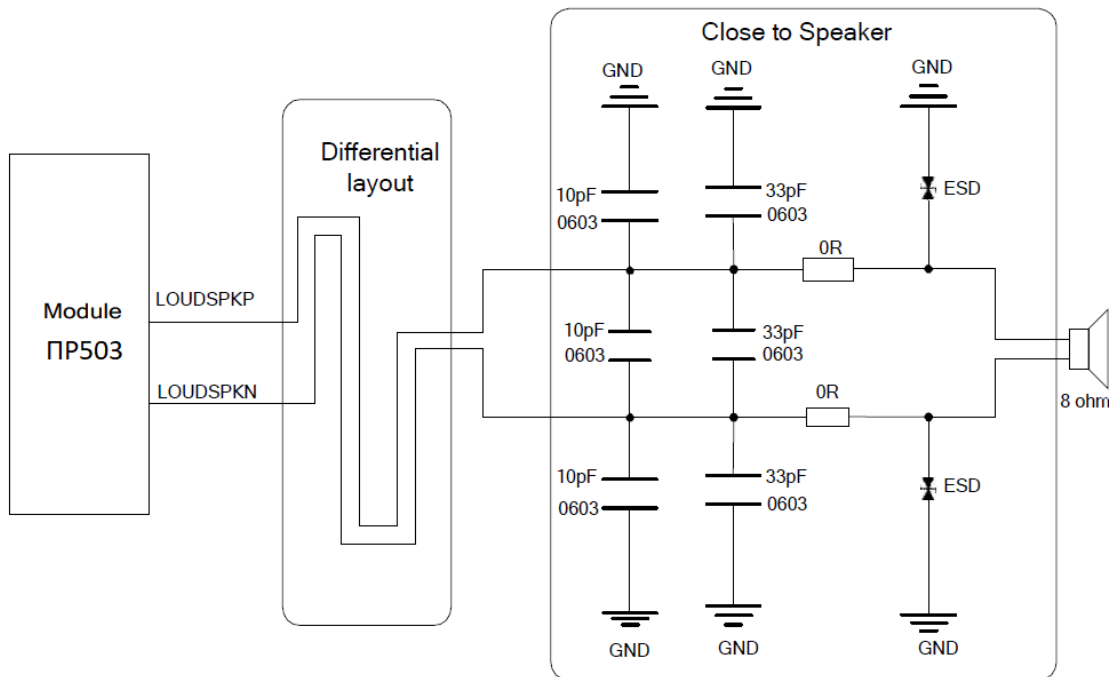 Close to Speaker
GND
GND
GND
Differential
layout
10pF
0603
33pF
0603
ESD
0R
LOUDSPKP
Module
ПР503
10pF
0603
33pF
0603
LOUDSPKN
0R
8 ohm
10pF
0603
33pF
0603
ESD
GND
GND
GND